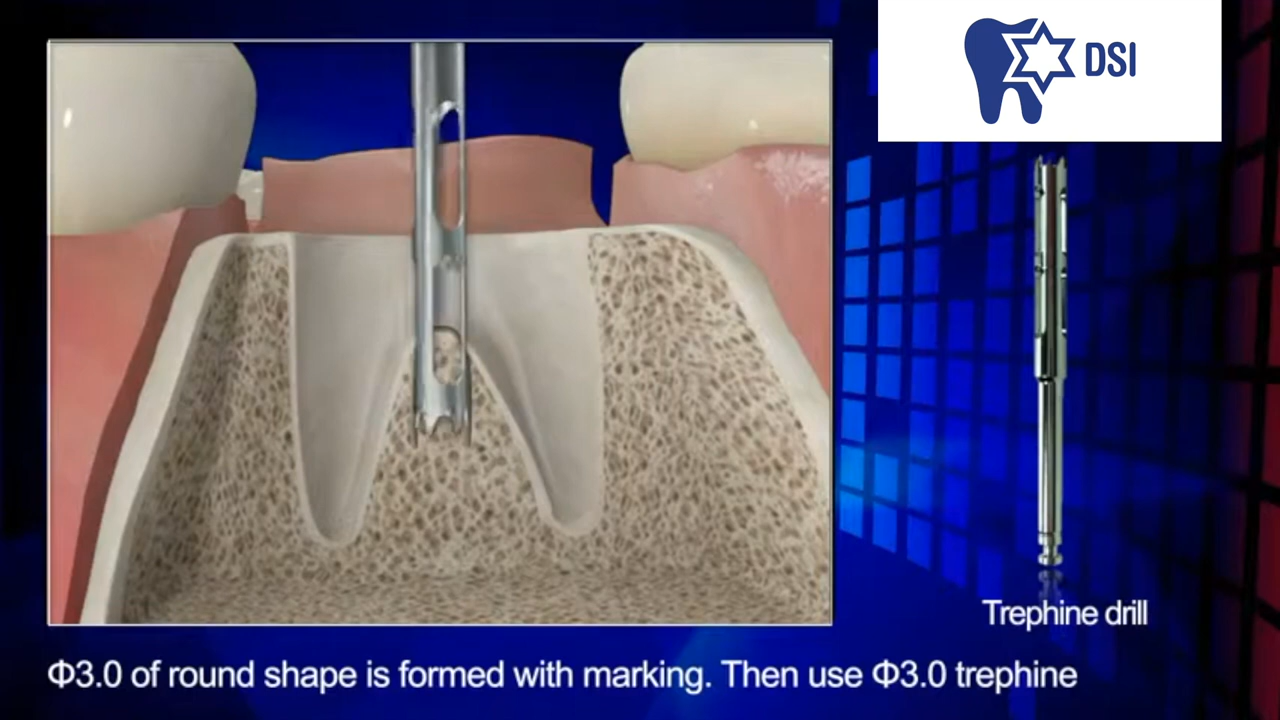 DSI
Trephine drill
Φ3.0 of round shape is formed with marking. Then use Φ3.0 trephine